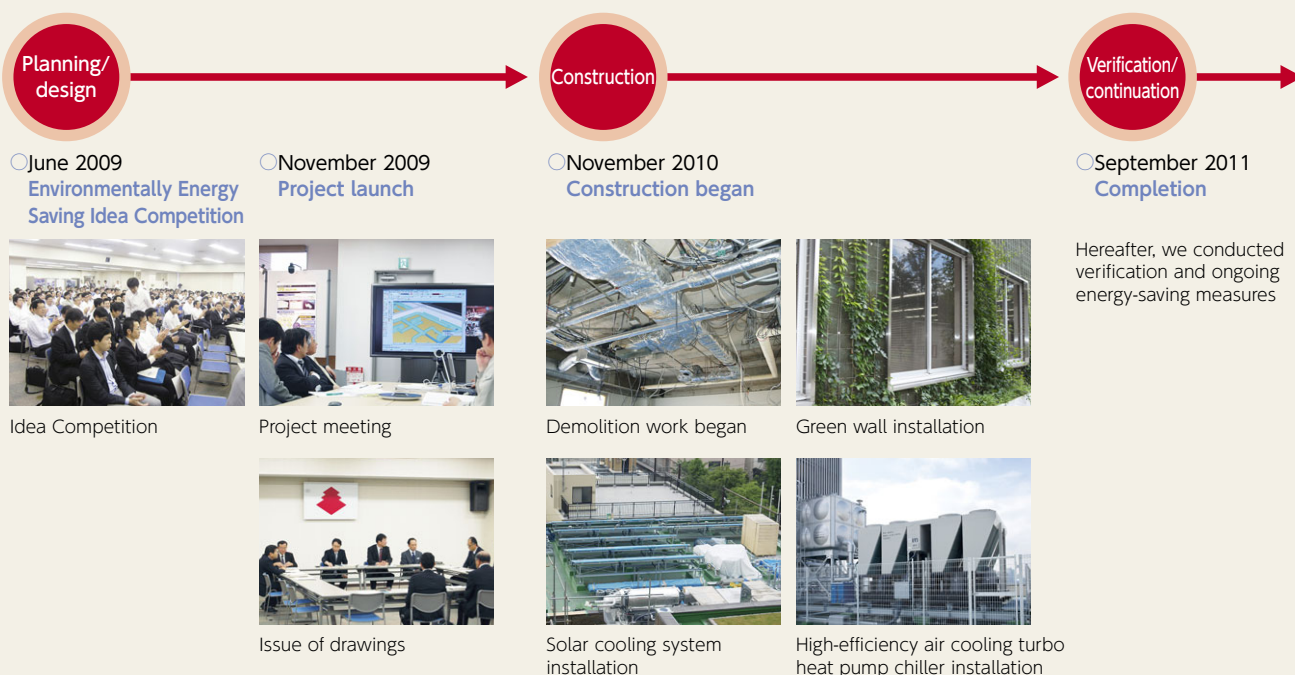 Planning/
design
Construction
Verification/
continuation
○June 2009
Environmentally Energy
Saving Idea Competition
○November 2009
Project launch
○November 2010
Construction began
○September 2011
Completion
Idea Competition
Project meeting
Demolition work began
Green wall installation
Hereafter, we conducted
verification and ongoing
energy-saving measures
Issue of drawings
Solar cooling system
installation
High-efficiency air cooling turbo
heat pump chiller installation